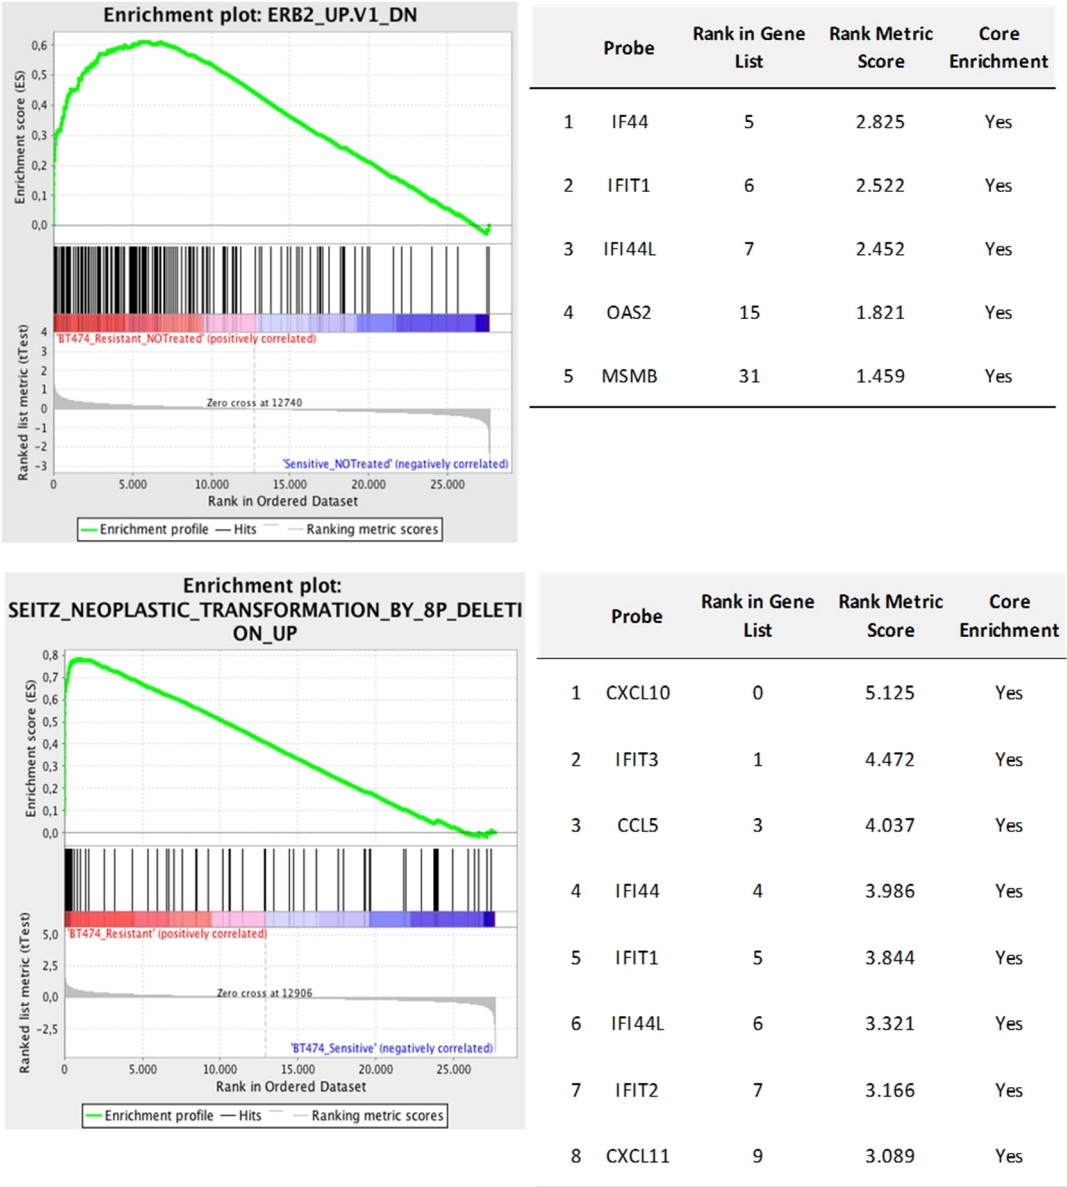 Enrichment plot: ERB2_UP.V1_DN
Enrichment score (ES)
0,6
0,5
0,4
0,3
0,2
0,1
0,0
Ranked list metric (tTest)
4
3
2
1
0
-1
-2
-3
'BT474_Resistant_NOTreated' (positively correlated)
Zero cross at 12740
'Sensitive_NOTreated' (negatively correlated)
0 5.000 10.000 15.000 20.000 25.000
Rank in Ordered Dataset
Enrichment profile Hits Ranking metric scores
Probe Rank in Gene List Rank Metric Score Core Enrichment
1 IF44 5 2.825 Yes
2 IFIT1 6 2.522 Yes
3 IFI44L 7 2.452 Yes
4 OAS2 15 1.821 Yes
5 MSMB 31 1.459 Yes
Enrichment plot:
SEITZ_NEOPLASTIC_TRANSFORMATION_BY_8P_DELETI
ON_UP
Enrichment score (ES)
0,8
0,7
0,6
0,5
0,4
0,3
0,2
0,1
0,0
Ranked list metric (tTest)
5,0
2,5
0,0
-2,5
'BT474_Resistant' (positively correlated)
Zero cross at 12906
'BT474_Sensitive' (negatively correlated)
0 5.000 10.000 15.000 20.000 25.000
Rank in Ordered Dataset
Enrichment profile Hits Ranking metric scores
Probe Rank in Gene List Rank Metric Score Core Enrichment
1 CXCL10 0 5.125 Yes
2 IFIT3 1 4.472 Yes
3 CCL5 3 4.037 Yes
4 IFI44 4 3.986 Yes
5 IFIT1 5 3.844 Yes
6 IFI44L 6 3.321 Yes
7 IFIT2 7 3.166 Yes
8 CXCL11 9 3.089 Yes